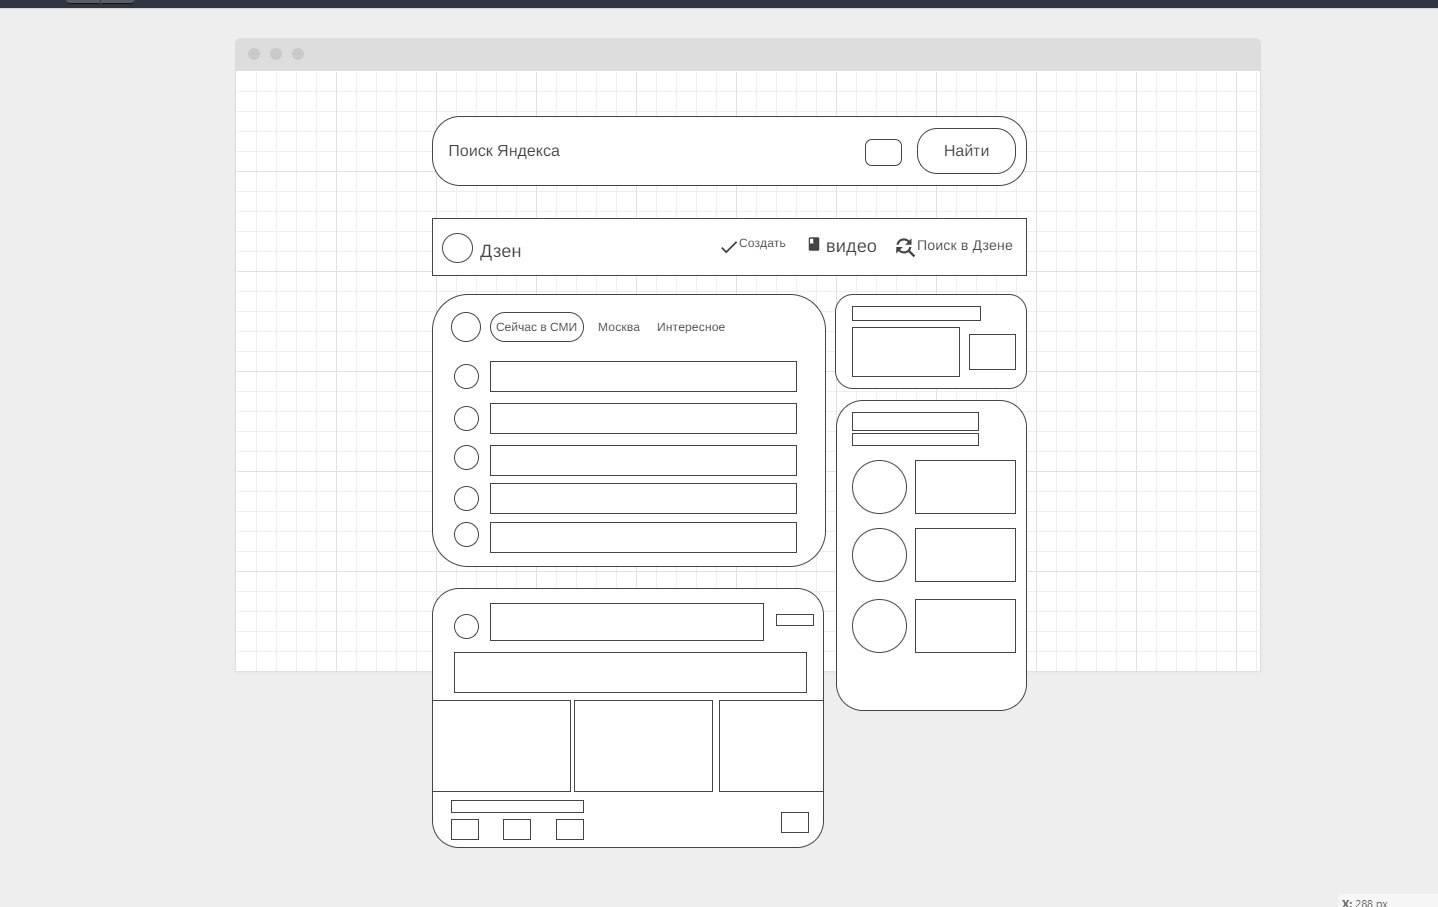 Поиск Яндекса
Найти
Дзен
Создать
видео
Поиск в Дзене
Сейчас в СМИ
Москва
Интересное
X: 288 px